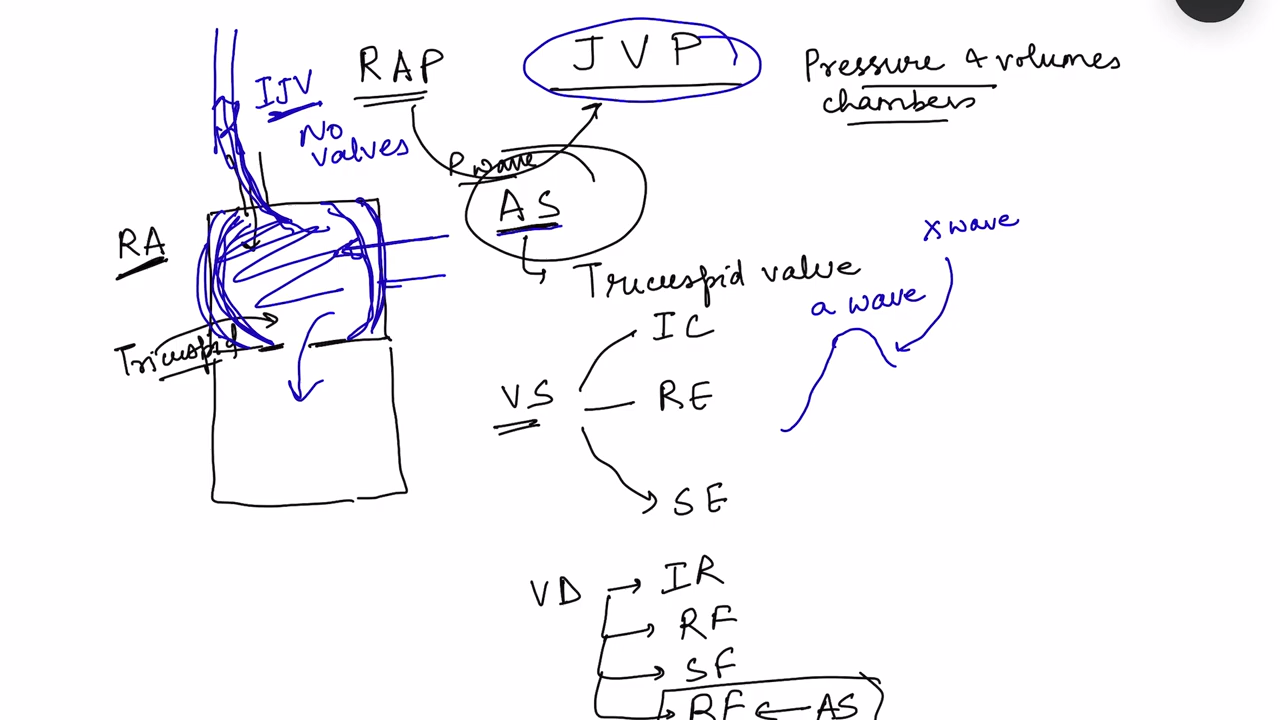 RAP
JVP
Pressure & volumes
chambers
IJV
No
valves
P wave
AS
RA
x wave
Tricuspid valve
a wave
IC
Tricuspid
VS
RE
SE
VD
IR
RF
SF
RF ← AS